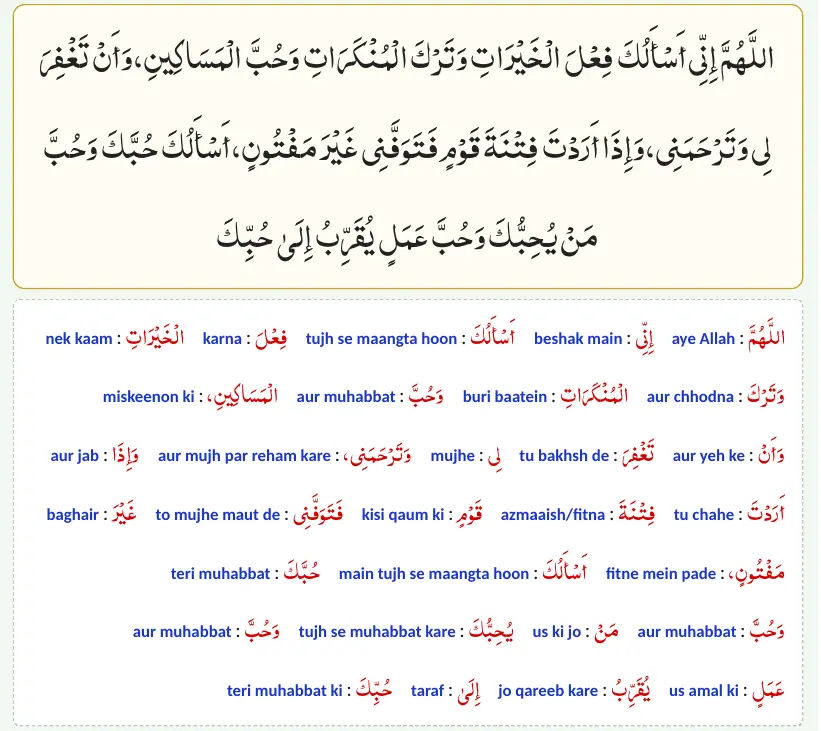 اللَّهُمَّ إِنِّي أَسْأَلُكَ فِعْلَ الْخَيْرَاتِ وَتَرْكَ الْمُنْكَرَاتِ وَحُبَّ الْمَسَاكِينِ، وَأَنْ تَغْفِرَ
لِي وَتَرْحَمَنِي، وَإِذَا أَرَدْتَ فِتْنَةَ قَوْمٍ فَتَوَفَّنِي غَيْرَ مَفْتُونٍ، أَسْأَلُكَ حُبَّكَ وَحُبَّ
مَنْ يُحِبُّكَ وَحُبَّ عَمَلٍ يُقَرِّبُ إِلَىٰ حُبِّكَ
اللَّهُمَّ : aye Allah إِنِّي : beshak main أَسْأَلُكَ : tujh se maangta hoon فِعْلَ : karna الْخَيْرَاتِ : nek kaam
وَتَرْكَ : aur chhodna الْمُنْكَرَاتِ : buri baatein وَحُبَّ : aur muhabbat الْمَسَاكِينِ، : miskeenon ki
وَأَنْ : aur yeh ke تَغْفِرَ : tu bakhsh de لِي : mujhe وَتَرْحَمَنِي، : aur mujh par reham kare وَإِذَا : aur jab
أَرَدْتَ : tu chahe فِتْنَةَ : azmaaish/fitna قَوْمٍ : kisi qaum ki فَتَوَفَّنِي : to mujhe maut de غَيْرَ : baghair
مَفْتُونٍ، : fitne mein pade أَسْأَلُكَ : main tujh se maangta hoon حُبَّكَ : teri muhabbat
وَحُبَّ : aur muhabbat مَنْ : us ki jo يُحِبُّكَ : tujh se muhabbat kare وَحُبَّ : aur muhabbat
عَمَلٍ : us amal ki يُقَرِّبُ : jo qareeb kare إِلَىٰ : taraf حُبِّكَ : teri muhabbat ki